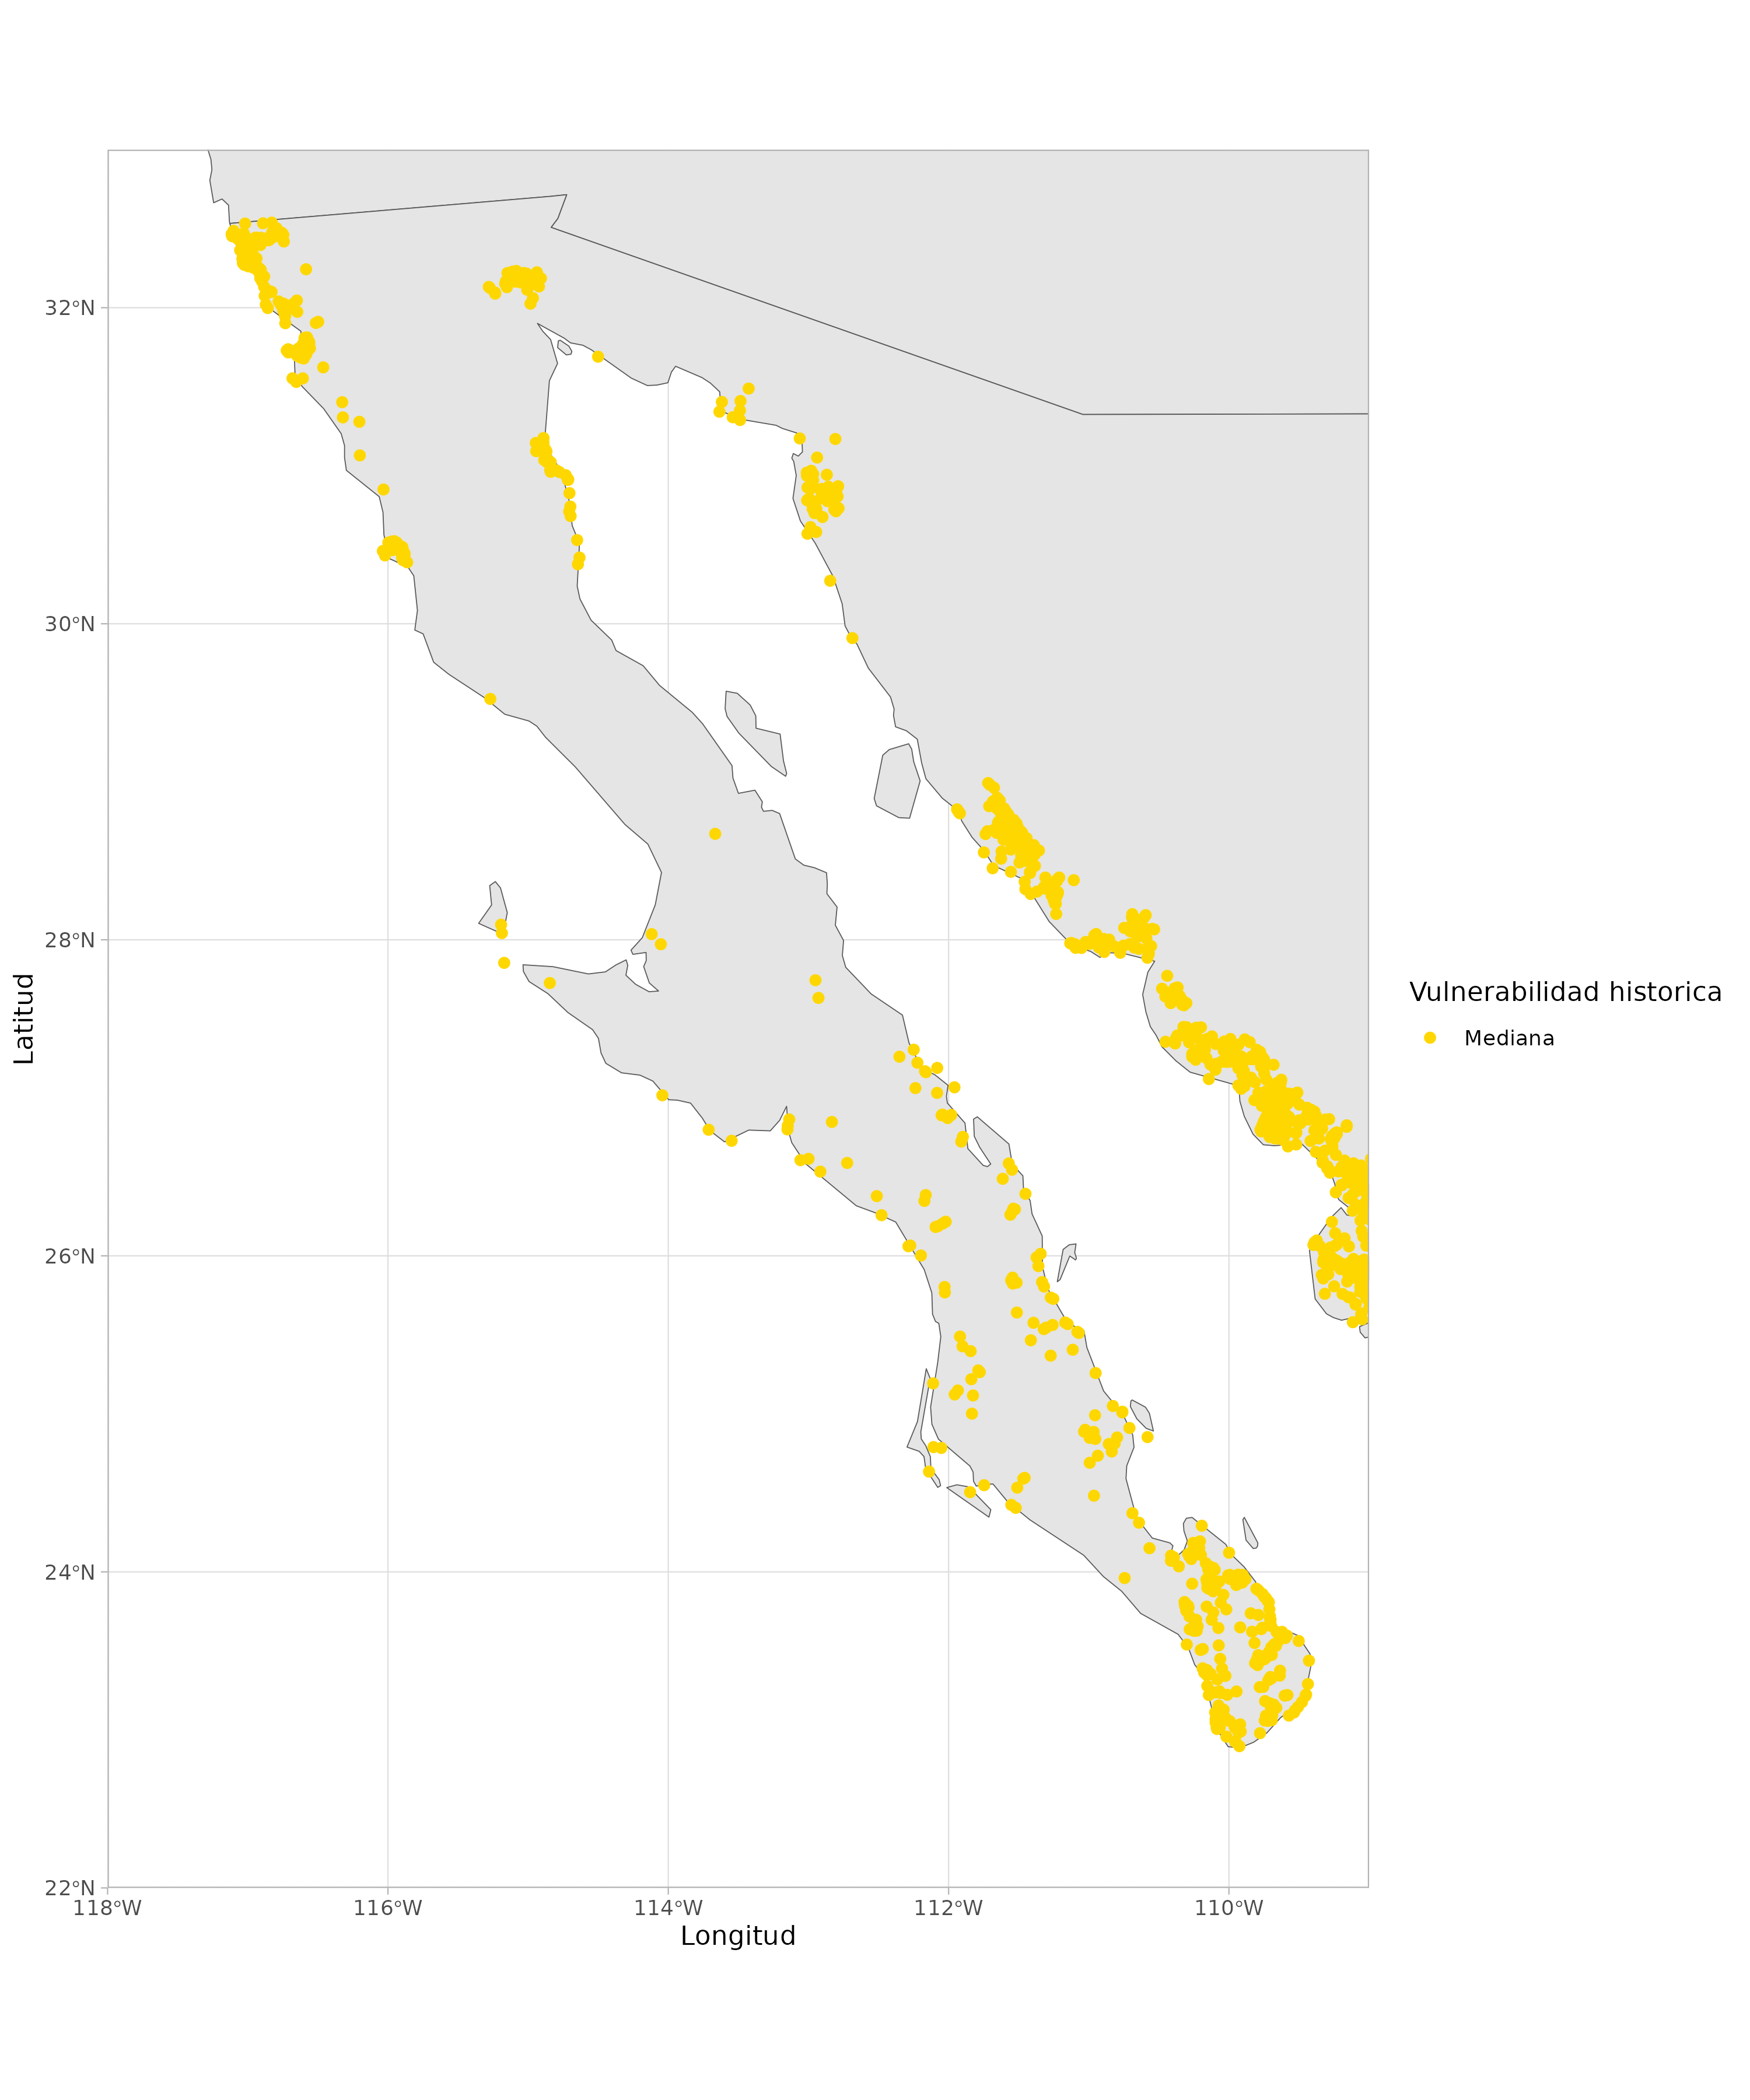 32°N
30°N
28°N
26°N
24°N
22°N
118°W
116°W
114°W
112°W
110°W
Longitud
Latitud
Vulnerabilidad historica
Mediana